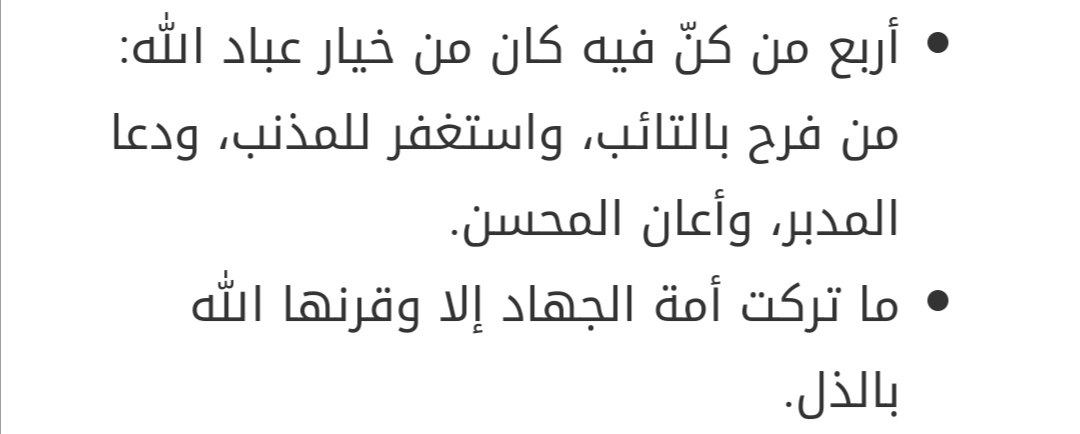 • أربع من كنّ فيه كان من خيار عباد الله:
من فرح بالتائب، واستغفر للمذنب، ودعا
المدبر، وأعان المحسن.
• ما تركت أمة الجهاد إلا وقرنها الله
بالذل.